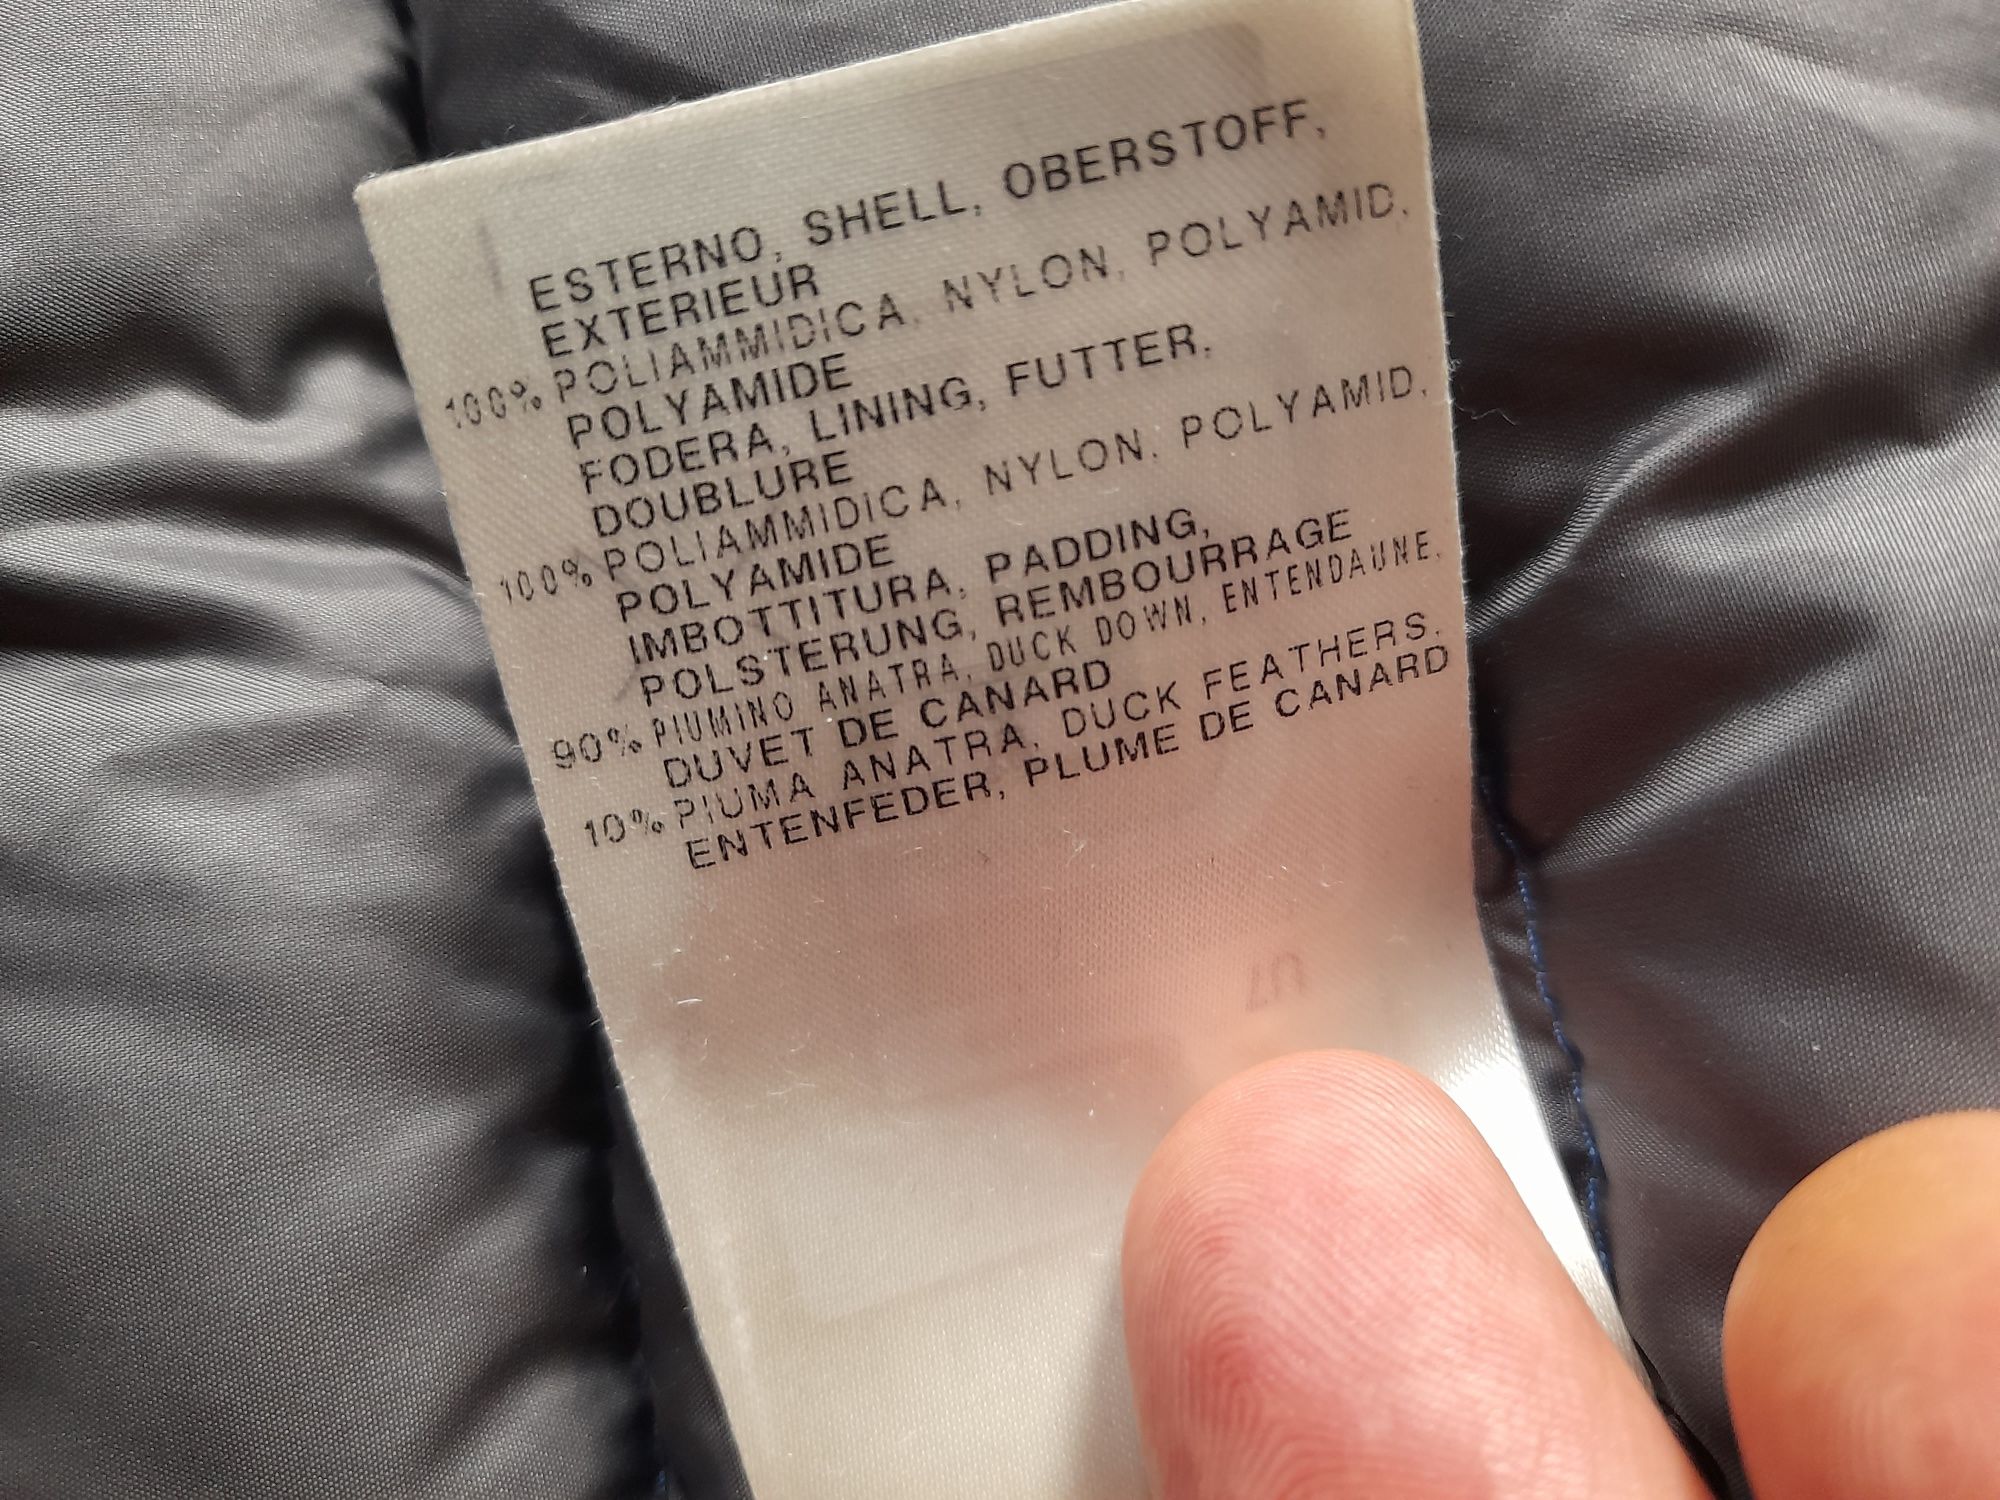 ESTERNO, SHELL, OBERSTOFF,
EXTERIEUR
100% POLIAMMIDICA, NYLON, POLYAMID,
POLYAMIDE
FODERA, LINING, FUTTER,
DOUBLURE
100% POLIAMMIDICA, NYLON, POLYAMID,
POLYAMIDE
IMBOTTITURA, PADDING,
POLSTERUNG, REMBOURRAGE
90% PIUMINO ANATRA, DUCK DOWN, ENTENDAUNE,
DUVET DE CANARD
10% PIUMA ANATRA, DUCK FEATHERS,
ENTENFEDER, PLUME DE CANARD